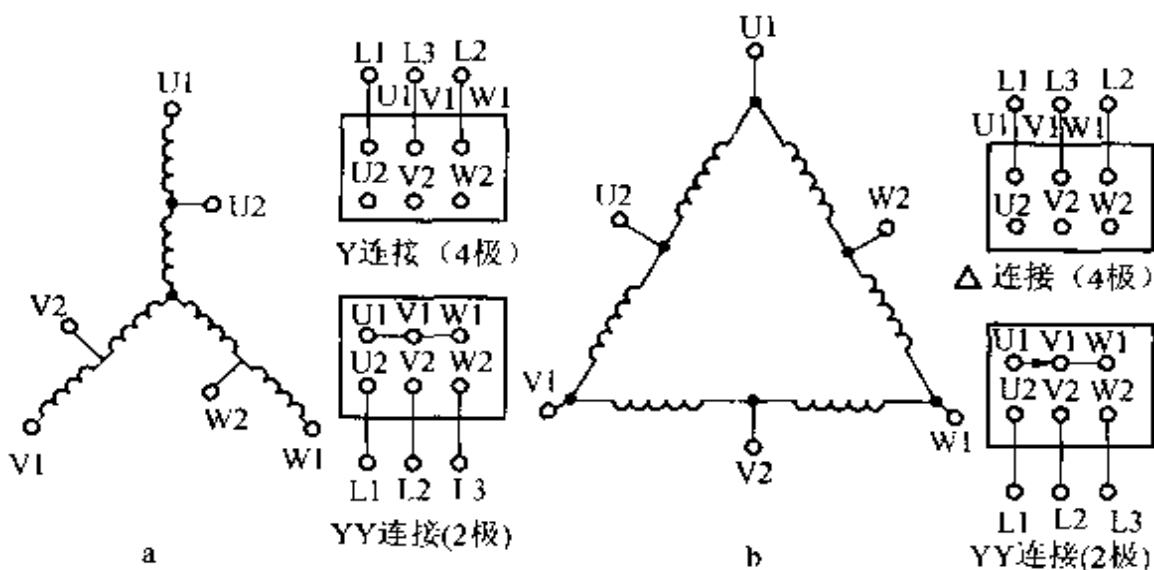 U1
U2
V2
W2
V1
W1
a
L1 L3 L2
U1 V1 W1
U2 V2 W2
Y连接（4极）
U1 V1 W1
U2 V2 W2
L1 L2 L3
YY连接(2极)
U1
U2
W2
V1
W1
V2
b
L1 L3 L2
U1 V1 W1
U2 V2 W2
△ 连接（4极）
U1 V1 W1
U2 V2 W2
L1 L2 L3
YY连接(2极)